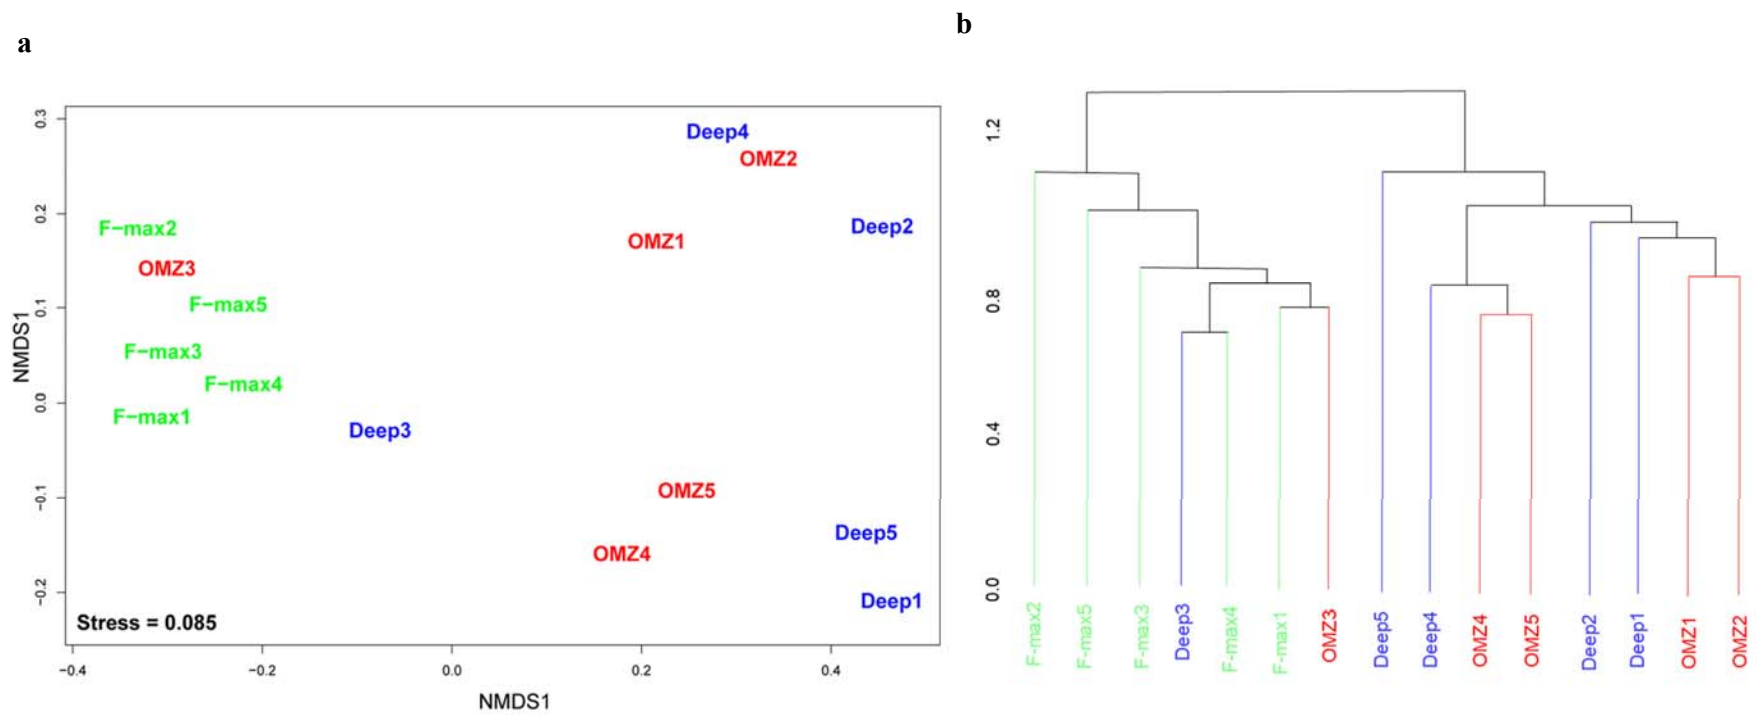 a
b
0.3
0.2
0.1
0.0
−0.1
−0.2
NMDS1
Deep4
OMZ2
F−max2
Deep2
OMZ1
OMZ3
F−max5
F−max3
F−max4
F−max1
Deep3
OMZ5
Deep5
OMZ4
Deep1
Stress = 0.085
−0.4
−0.2
0.0
0.2
0.4
NMDS1
1.2
0.8
0.4
0.0
F-max2
F-max5
F-max3
Deep3
F-max4
F-max1
OMZ3
Deep5
Deep4
OMZ4
OMZ5
Deep2
Deep1
OMZ1
OMZ2